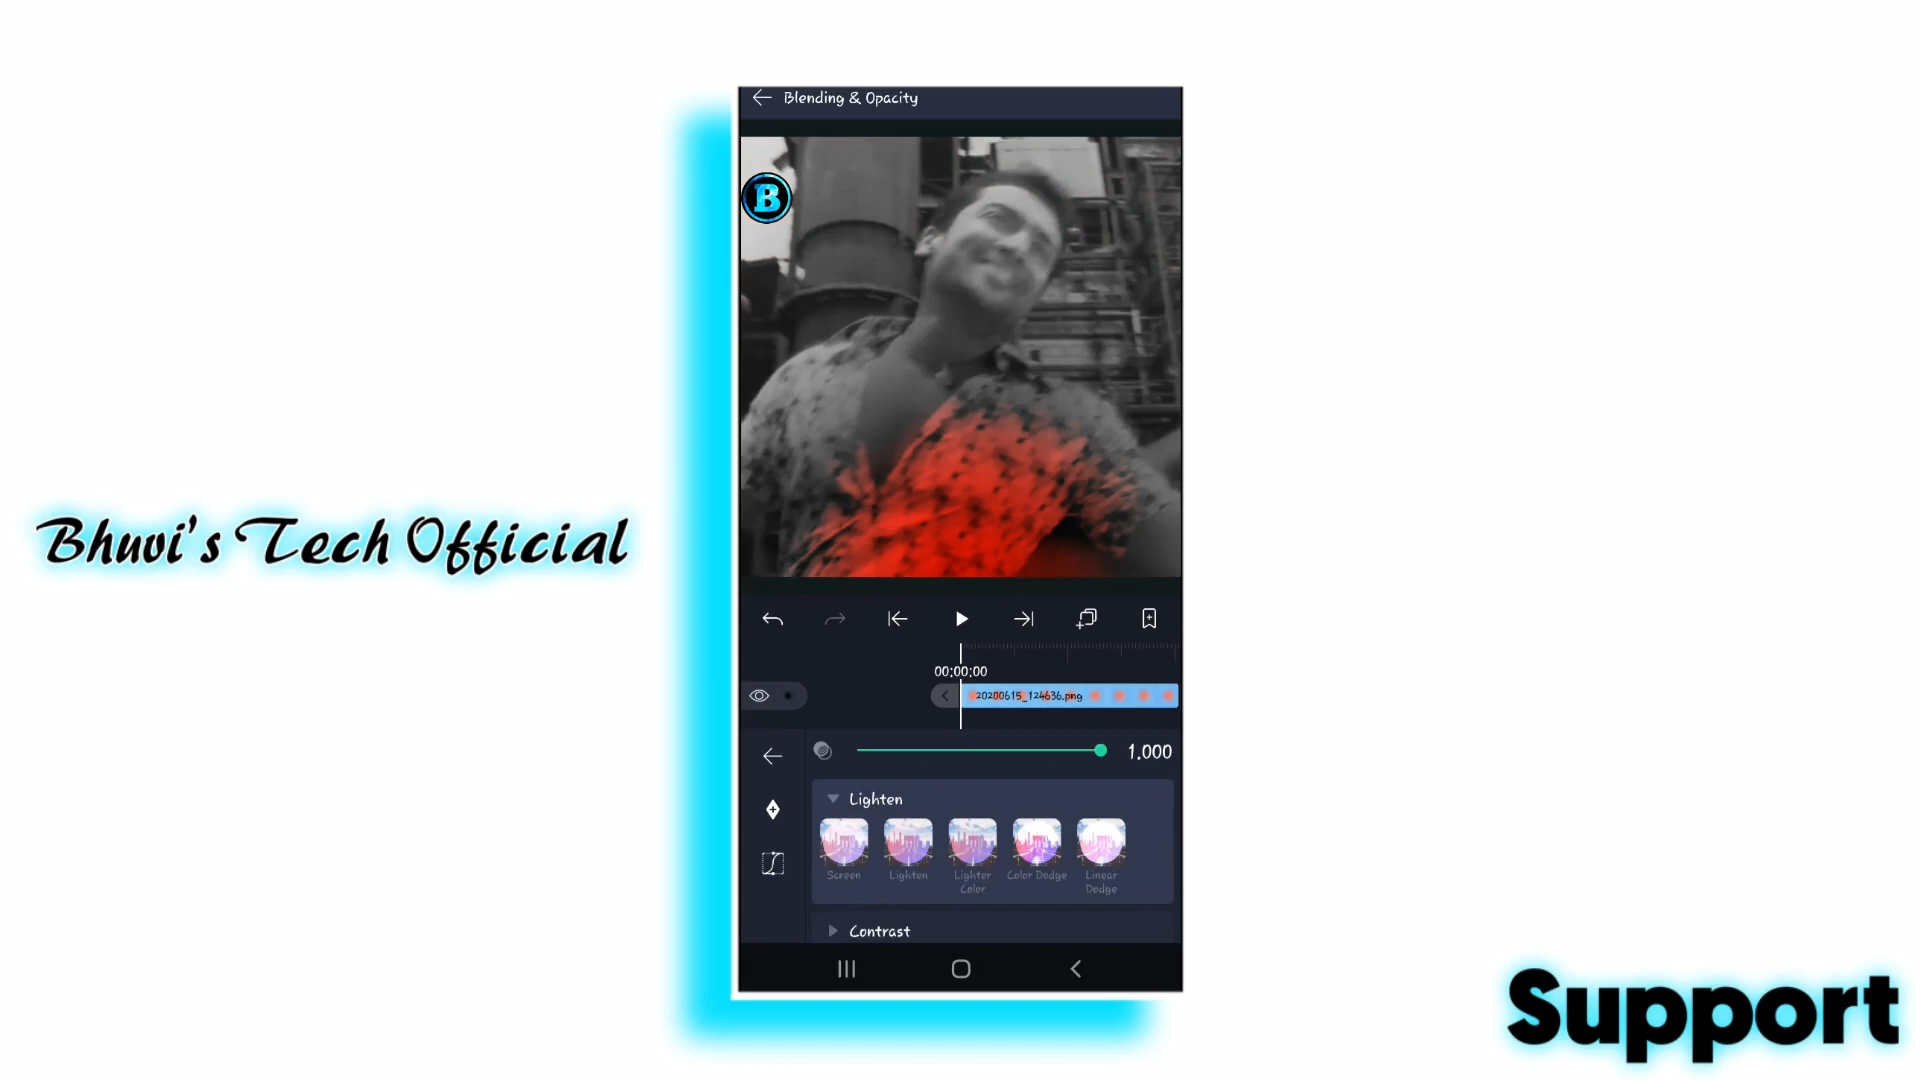 Blending & Opacity
B
Bhuvi's Tech Official
00:00:00
20200615_124636.png
1.000
Lighten
Screen
Lighten
Lighter Color
Color Dodge
Linear Dodge
Contrast
Support